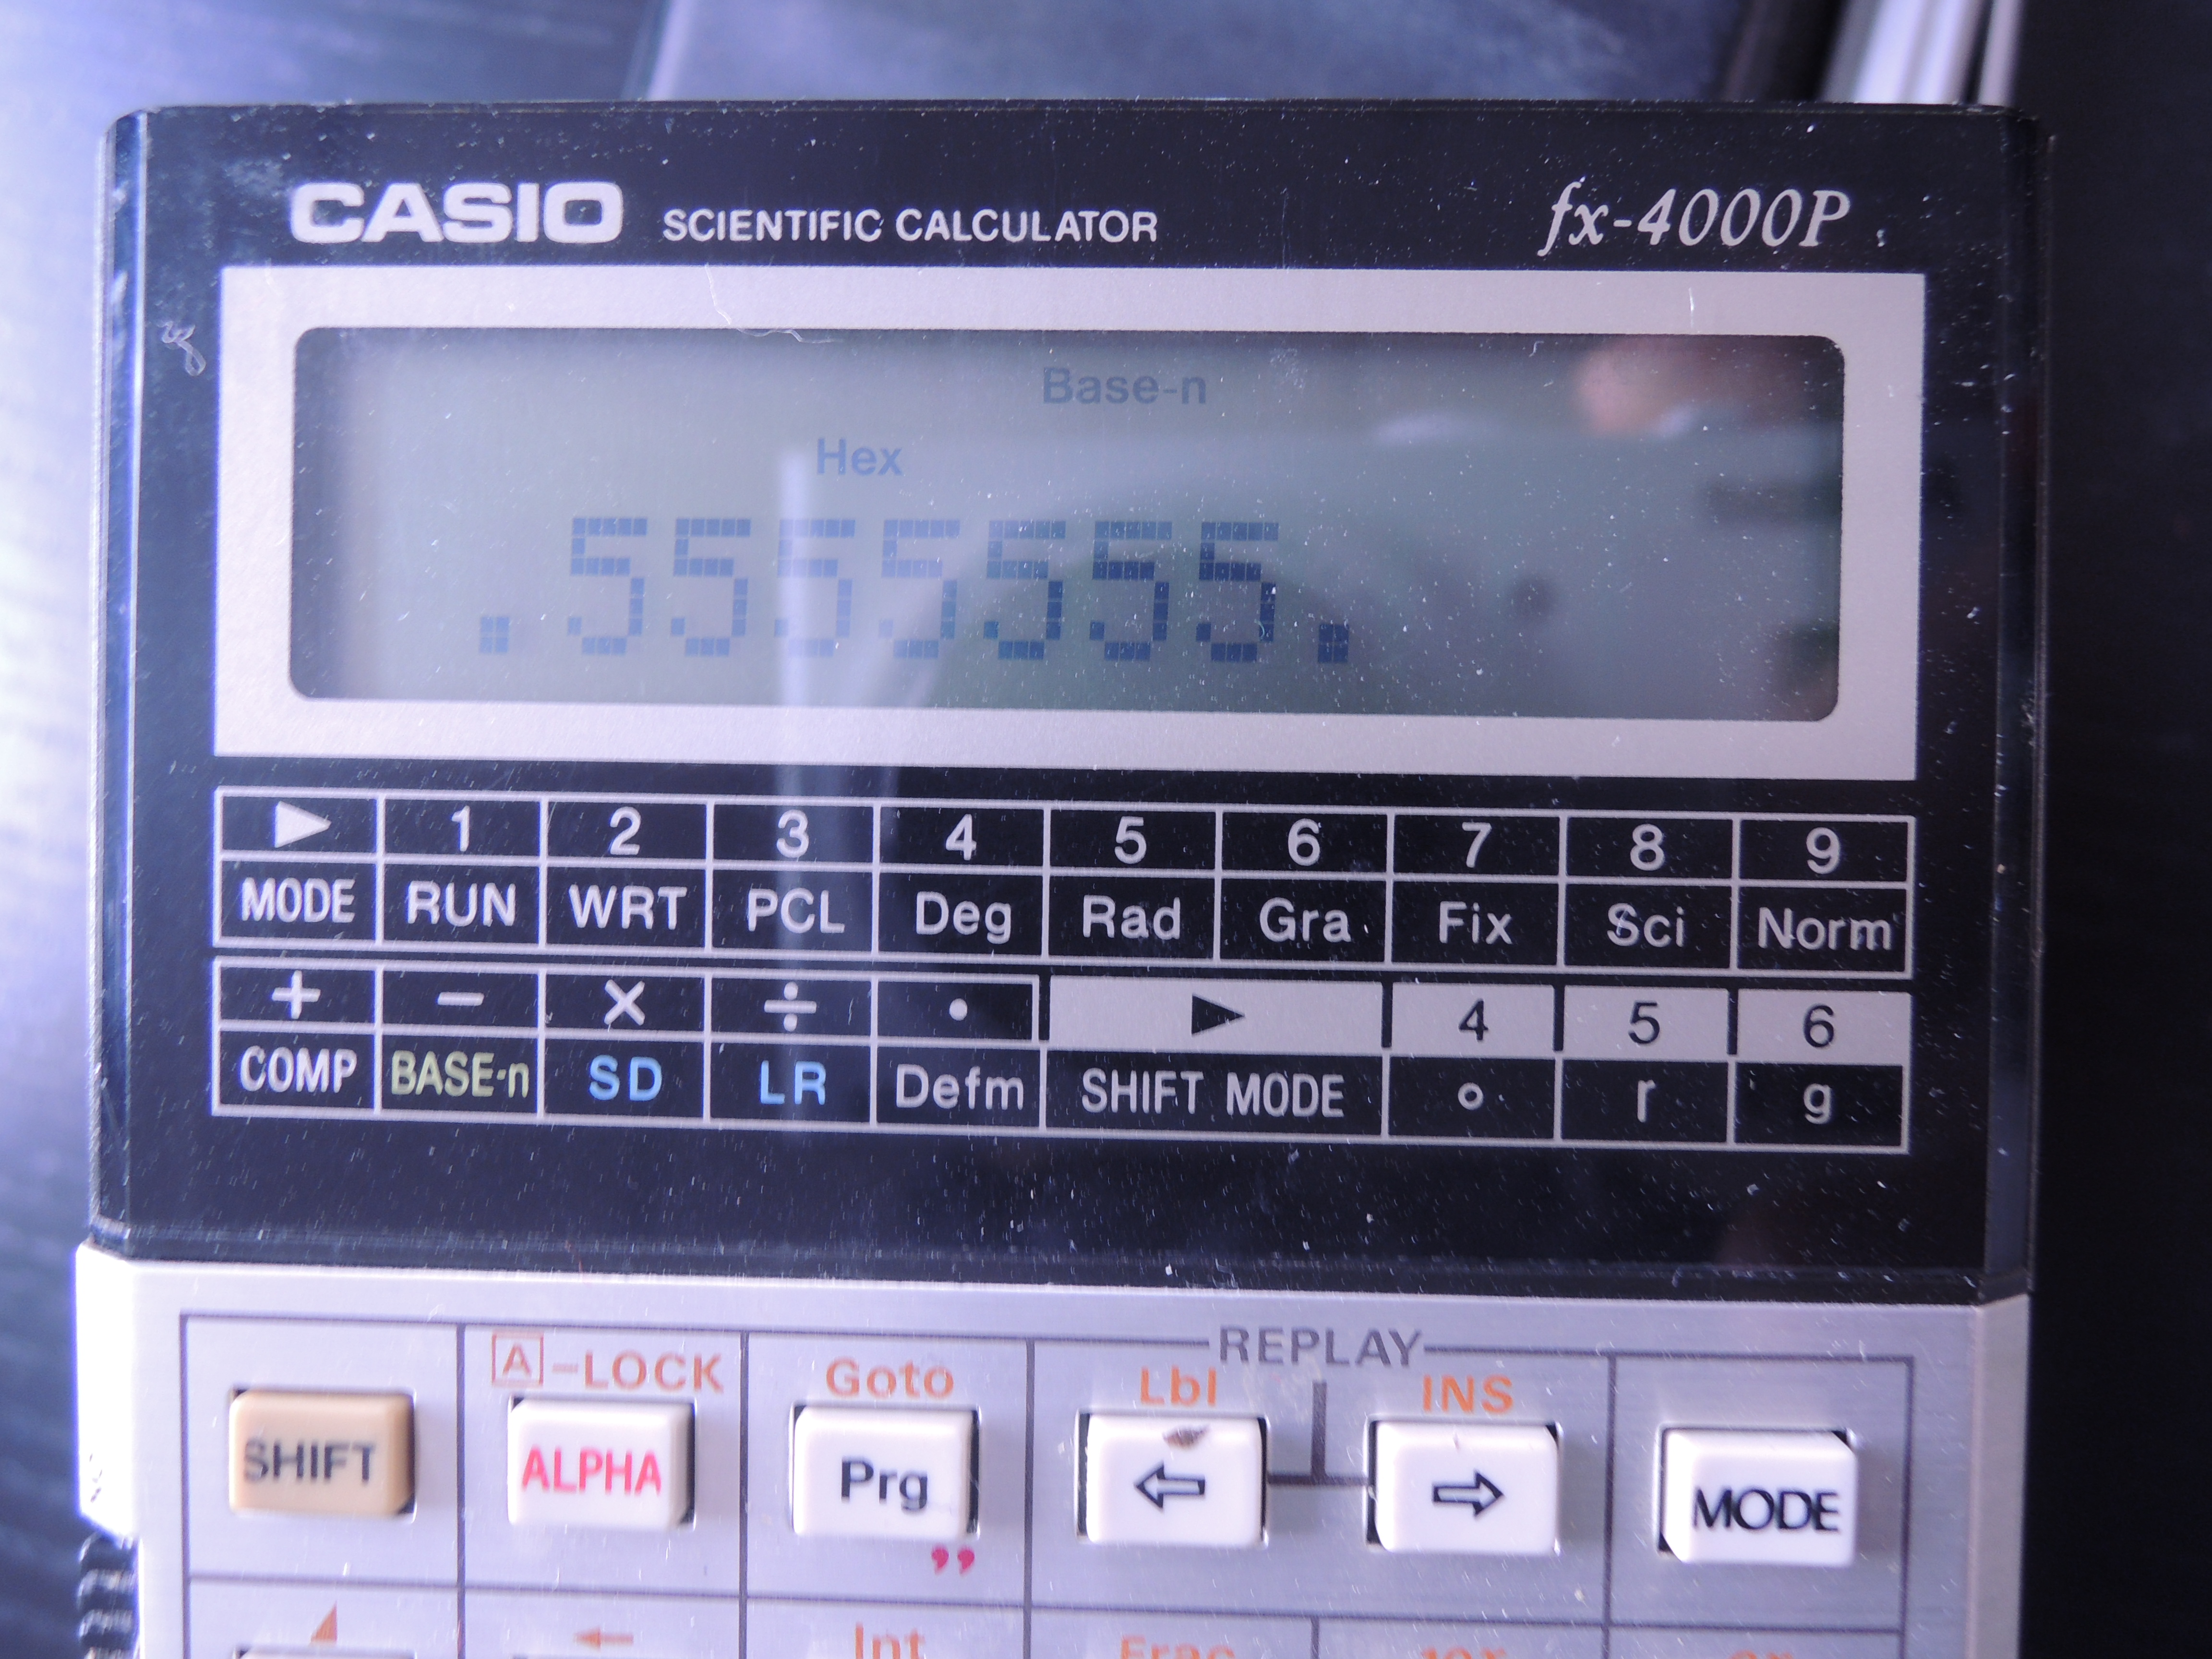 CASIO SCIENTIFIC CALCULATOR fx-4000P
Base-n
Hex
.5555555.
▶ 1 2 3 4 5 6 7 8 9
MODE RUN WRT PCL Deg Rad Gra Fix Sci Norm
+ − × ÷ • ▶ 4 5 6
COMP BASE-n SD LR Defm SHIFT MODE ° r g
REPLAY
A-LOCK Goto Lbl INS
SHIFT ALPHA Prg ⇦ ⇨ MODE
"
Int Frac